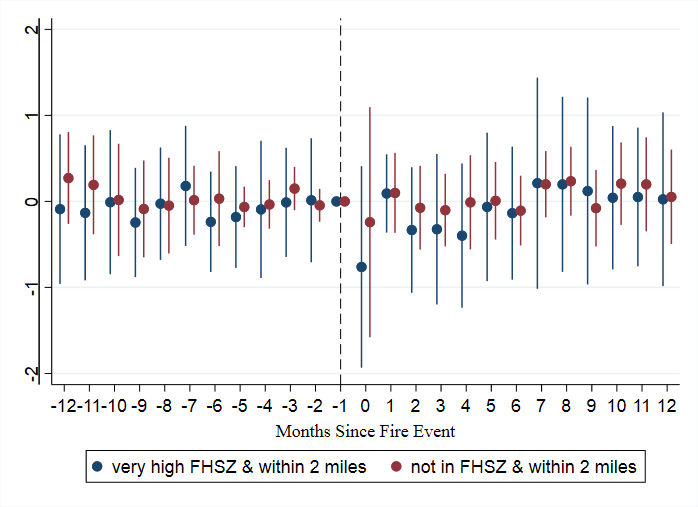 2
1
0
-1
-2
-12 -11 -10 -9 -8 -7 -6 -5 -4 -3 -2 -1 0 1 2 3 4 5 6 7 8 9 10 11 12
Months Since Fire Event
very high FHSZ & within 2 miles not in FHSZ & within 2 miles